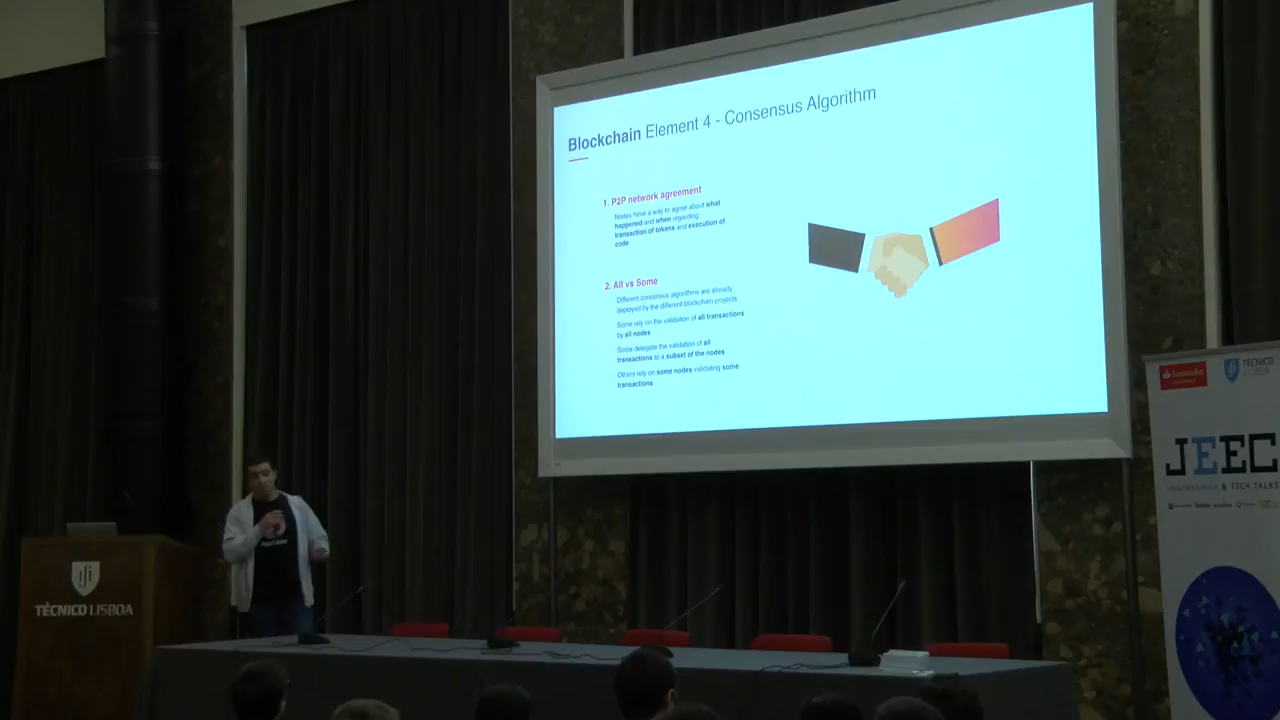 Blockchain Element 4 - Consensus Algorithm
1. P2P network agreement
Nodes have a way to agree about what
happened and when regarding
transaction of tokens and execution of
code
2. All vs Some
Different consensus algorithms are already
deployed by the different blockchain projects
Some rely on the validation of all transactions
by all nodes
Some delegate the validation of all
transactions to a subset of the nodes
Others rely on some nodes validating some
transactions
Santander
TÉCNICO
LISBOA
JEEC
ENGINEERING & TECH TALKS
TÉCNICO LISBOA